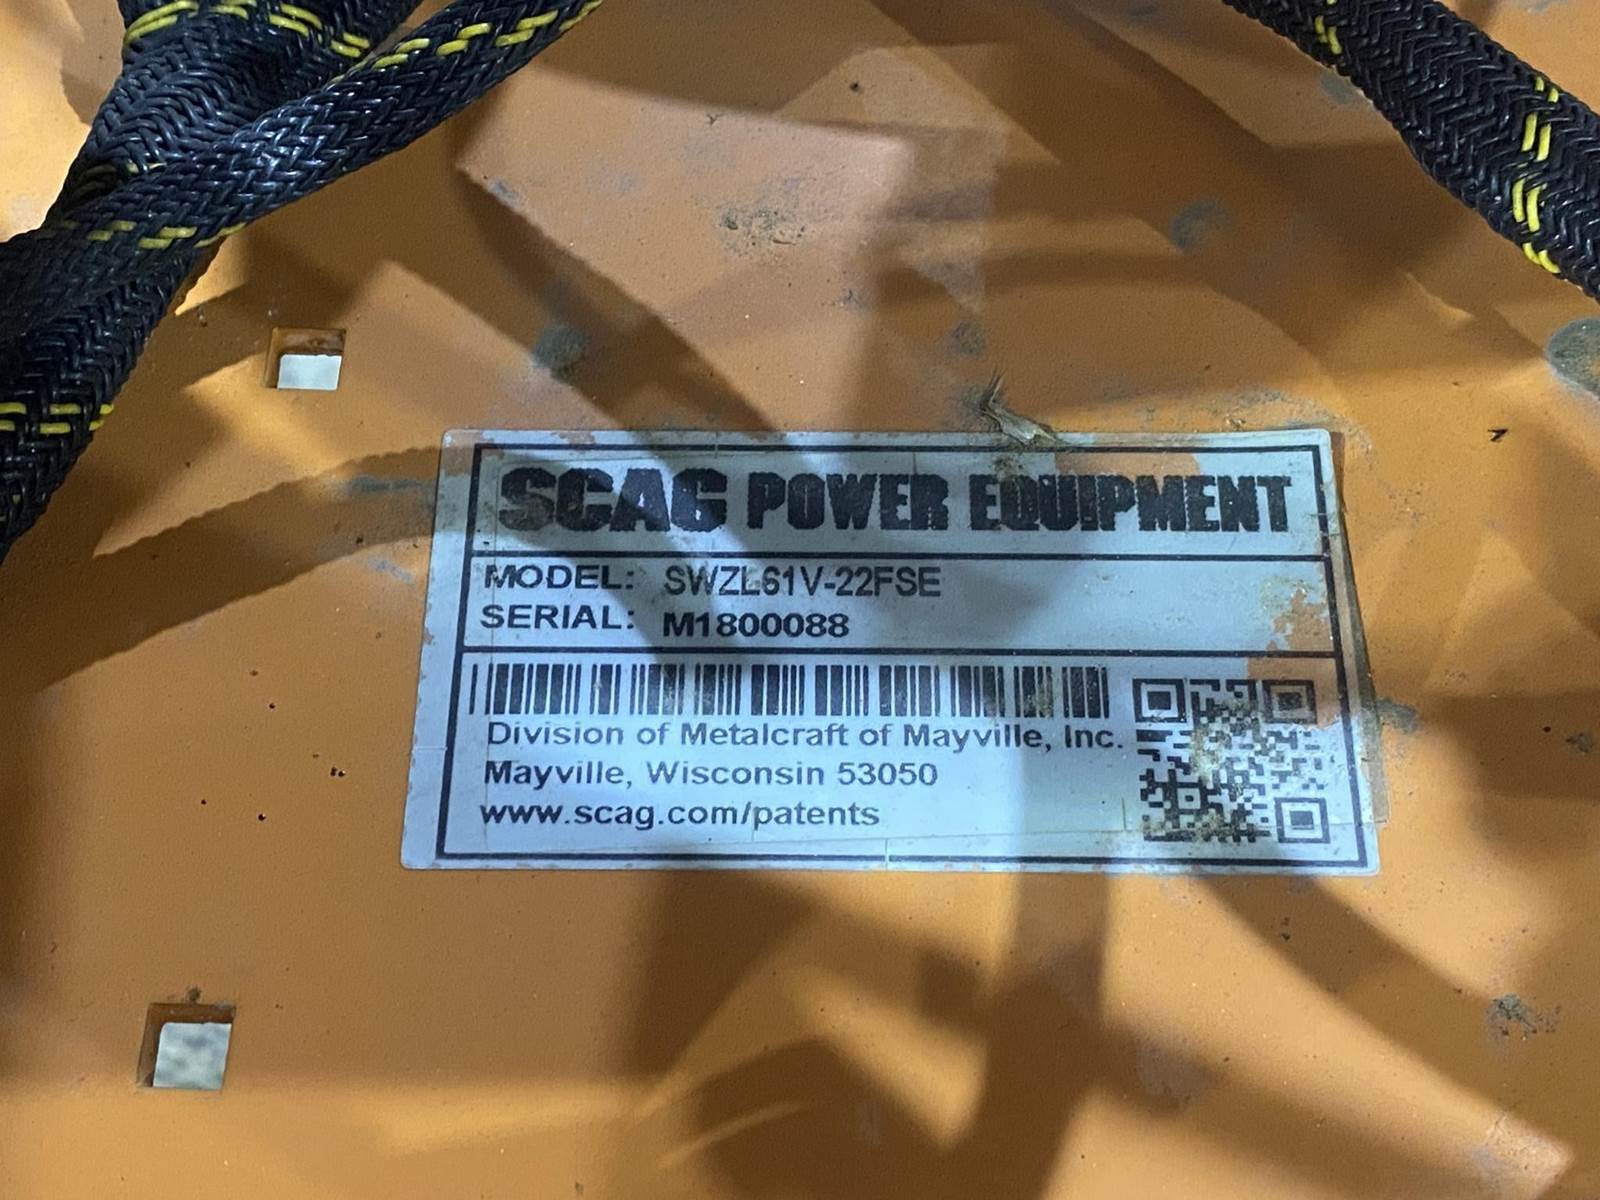 SCAG POWER EQUIPMENT
MODEL: SWZL61V-22FSE
SERIAL: M1800088
Division of Metalcraft of Mayville, Inc.
Mayville, Wisconsin 53050
www.scag.com/patents